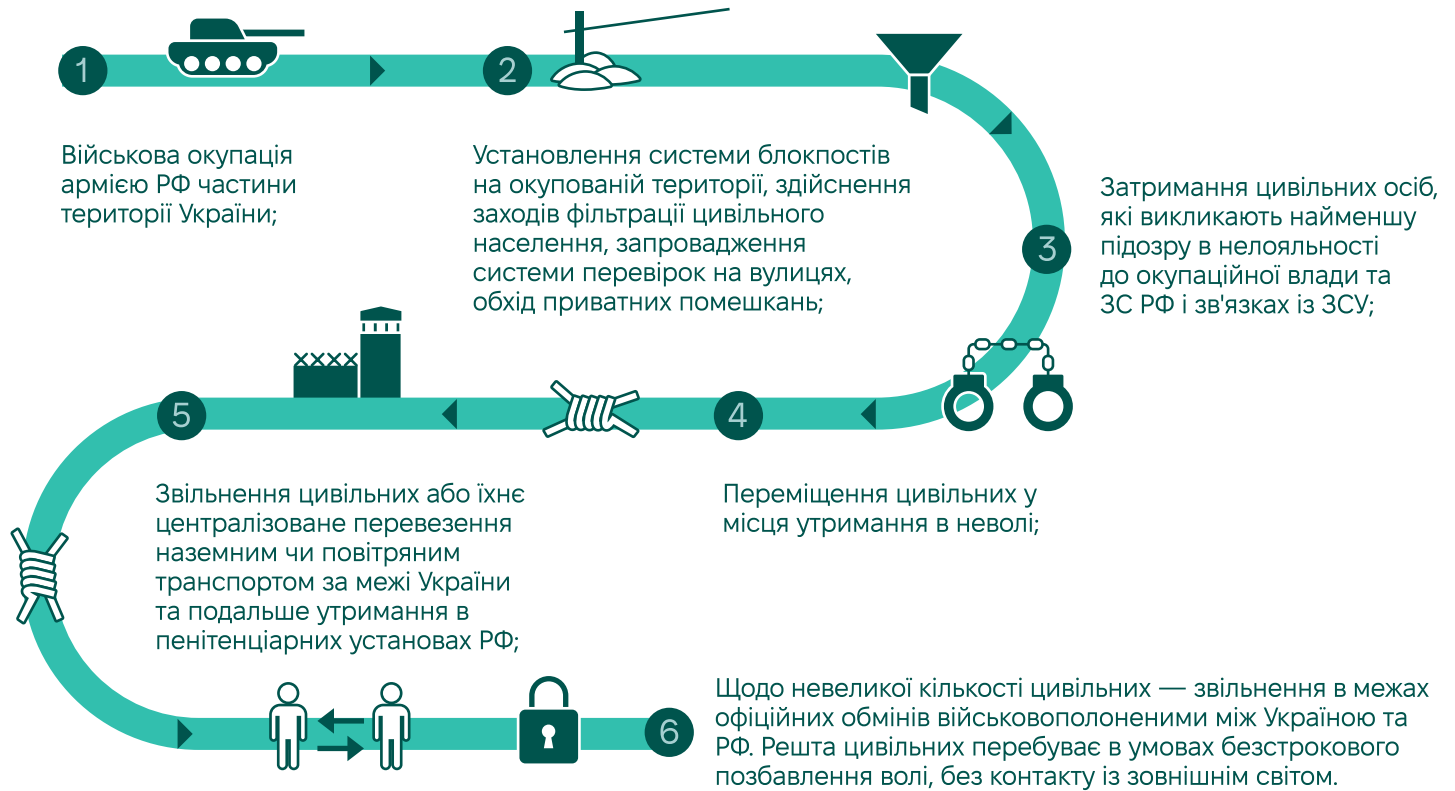 1
Військова окупація
армією РФ частини
території України;
2
Установлення системи блокпостів
на окупованій території, здійснення
заходів фільтрації цивільного
населення, запровадження
системи перевірок на вулицях,
обхід приватних помешкань;
3
Затримання цивільних осіб,
які викликають найменшу
підозру в нелояльності
до окупаційної влади та
ЗС РФ і зв'язках із ЗСУ;
4
Переміщення цивільних у
місця утримання в неволі;
5
Звільнення цивільних або їхнє
централізоване перевезення
наземним чи повітряним
транспортом за межі України
та подальше утримання в
пенітенціарних установах РФ;
6
Щодо невеликої кількості цивільних — звільнення в межах
офіційних обмінів військовополоненими між Україною та
РФ. Решта цивільних перебуває в умовах безстрокового
позбавлення волі, без контакту із зовнішнім світом.